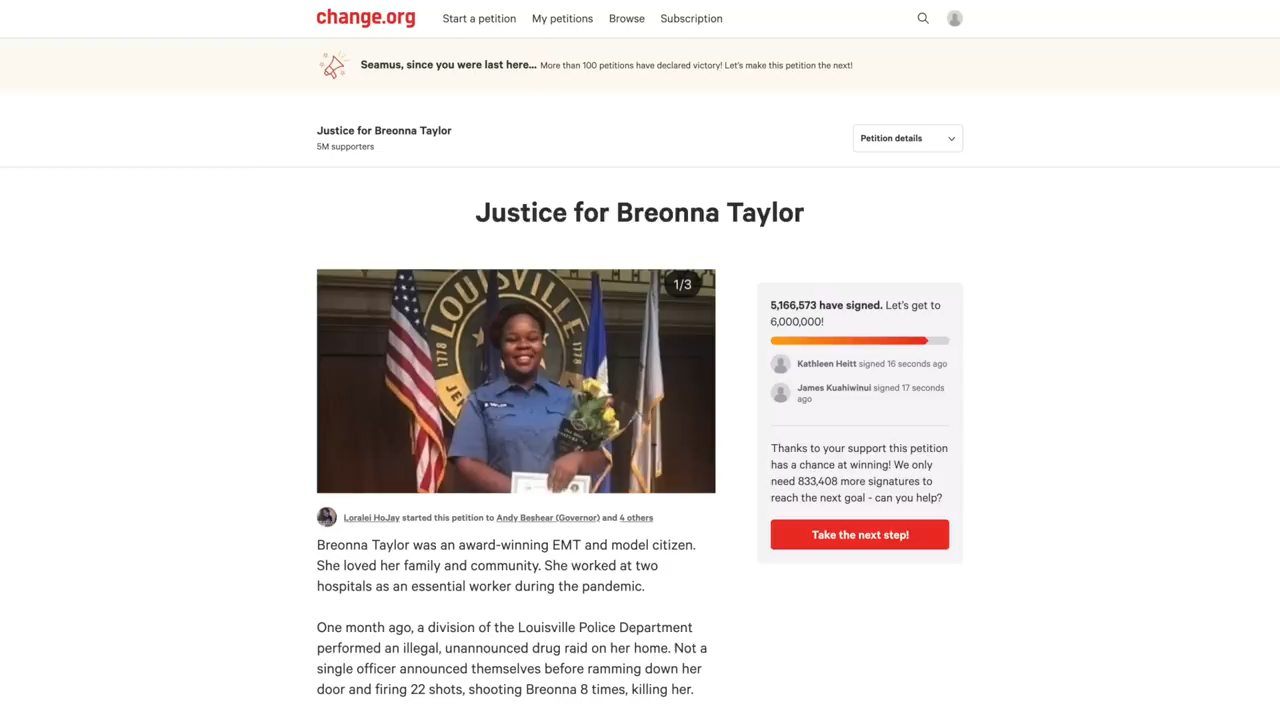 change.org
Start a petition My petitions Browse Subscription
Seamus, since you were last here... More than 100 petitions have declared victory! Let's make this petition the next!
Justice for Breonna Taylor
5M supporters
Petition details
Justice for Breonna Taylor
1/3
LOUISVILLE
1778
1778
JE
5,166,573 have signed. Let's get to
6,000,000!
Kathleen Heitt signed 16 seconds ago
James Kuahiwinui signed 17 seconds
ago
Thanks to your support this petition
has a chance at winning! We only
need 833,408 more signatures to
reach the next goal - can you help?
Take the next step!
Loralei HoJay started this petition to Andy Beshear (Governor) and 4 others
Breonna Taylor was an award-winning EMT and model citizen.
She loved her family and community. She worked at two
hospitals as an essential worker during the pandemic.
One month ago, a division of the Louisville Police Department
performed an illegal, unannounced drug raid on her home. Not a
single officer announced themselves before ramming down her
door and firing 22 shots, shooting Breonna 8 times, killing her.